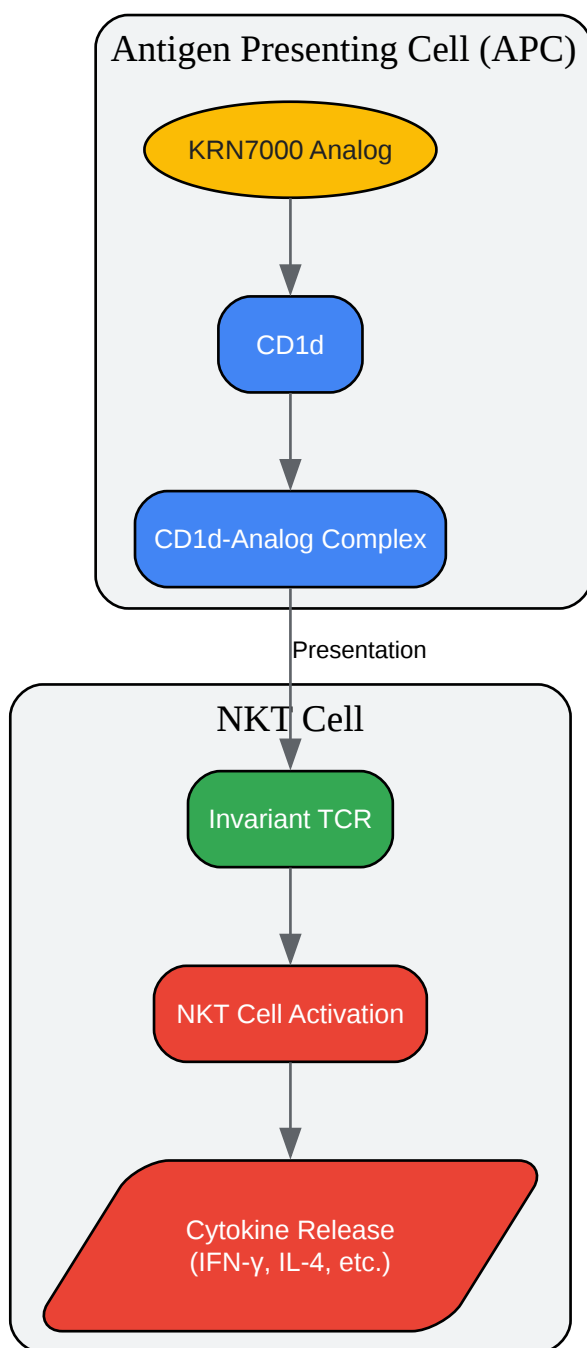 Antigen Presenting Cell (APC)
KRN7000 Analog
CD1d
CD1d-Analog Complex
Presentation
NKT Cell
Invariant TCR
NKT Cell Activation
Cytokine Release
(IFN-γ, IL-4, etc.)